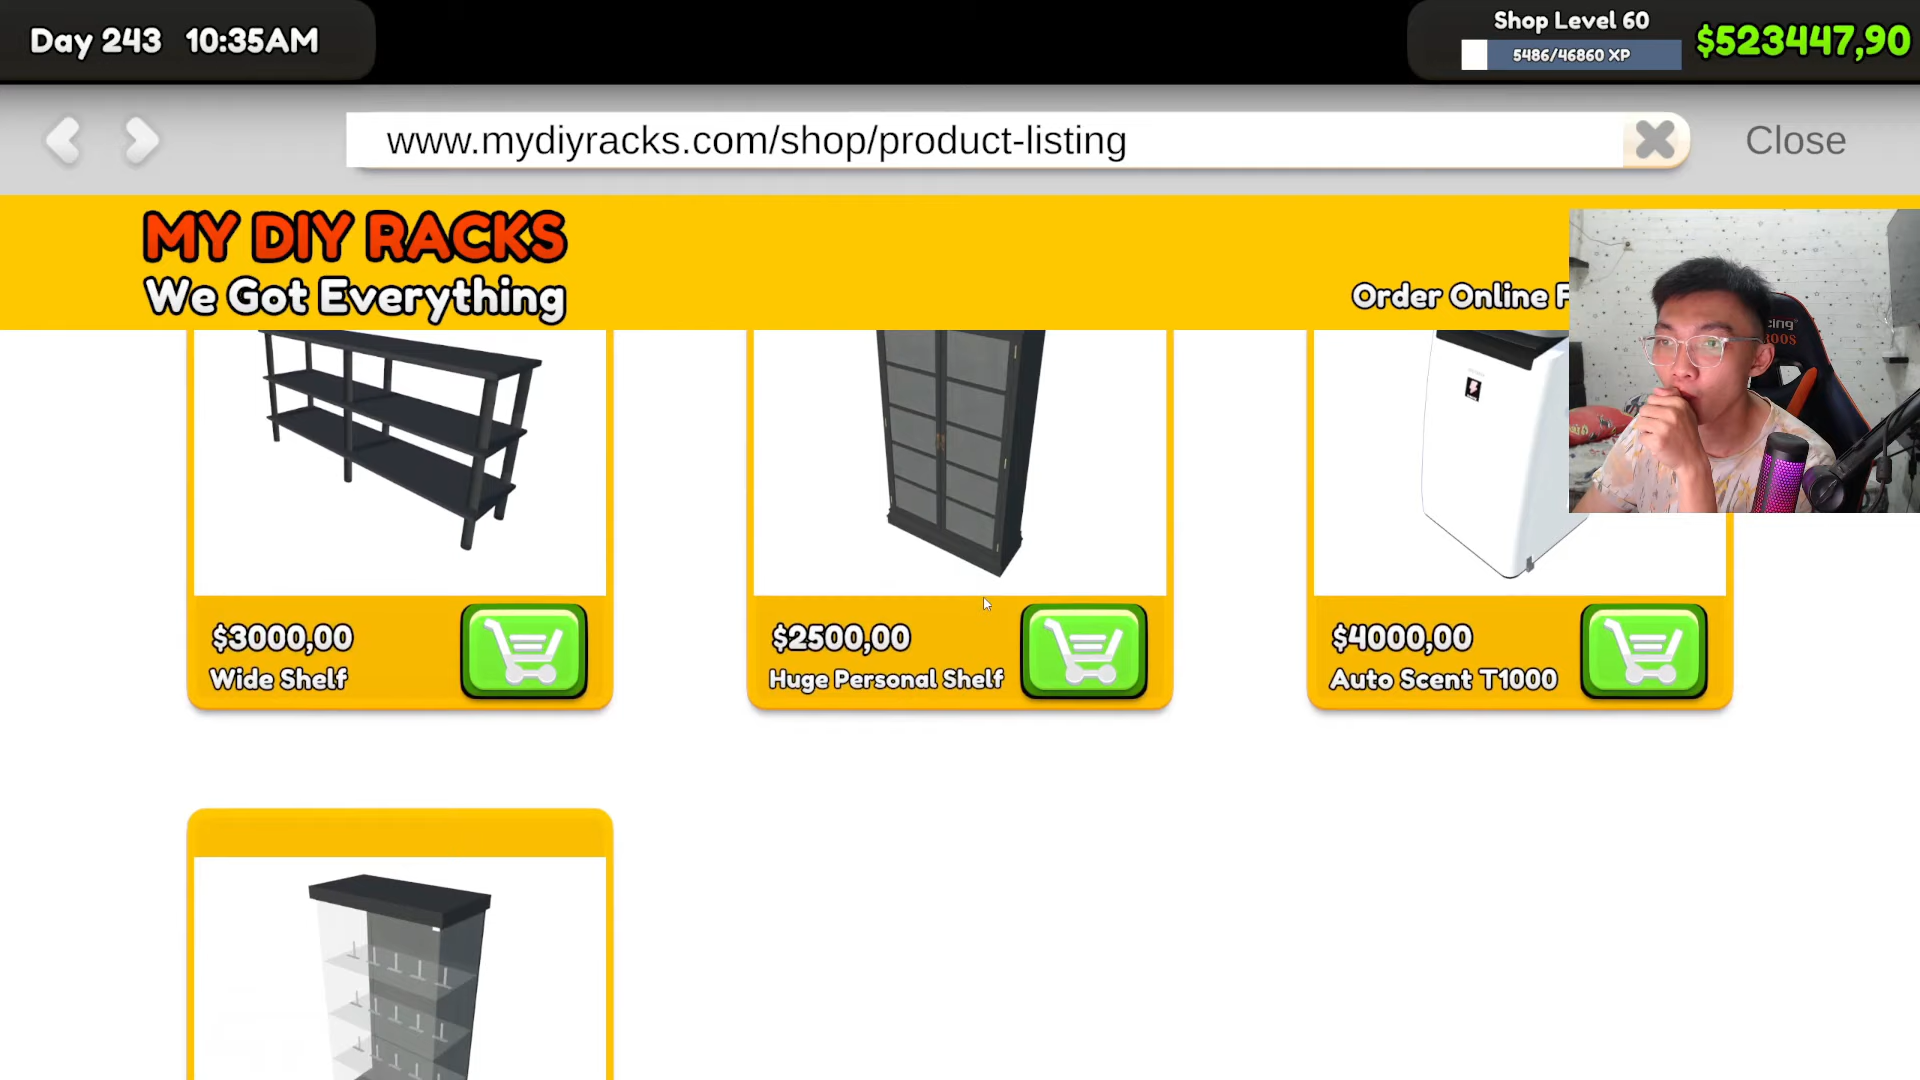 Day 243 10:35AM
Shop Level 60
5486/46860 XP
$523447,90
www.mydiyracks.com/shop/product-listing
Close
MY DIY RACKS
We Got Everything
Order Online F
$3000,00
Wide Shelf
$2500,00
Huge Personal Shelf
$4000,00
Auto Scent T1000